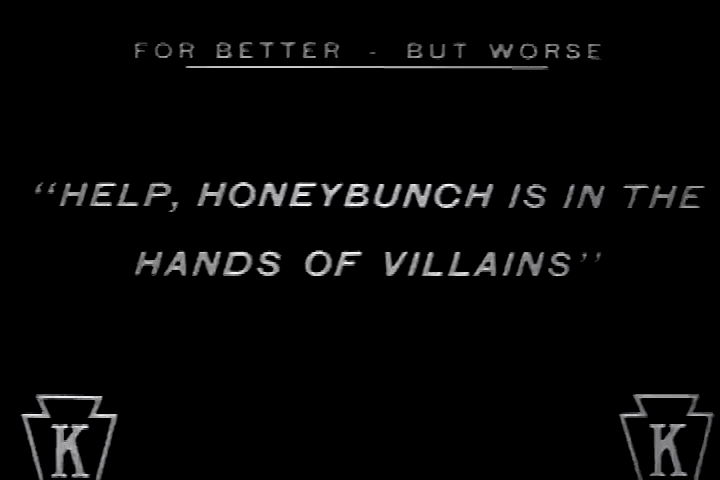 FOR BETTER - BUT WORSE
"HELP, HONEYBUNCH IS IN THE
HANDS OF VILLAINS"
K K